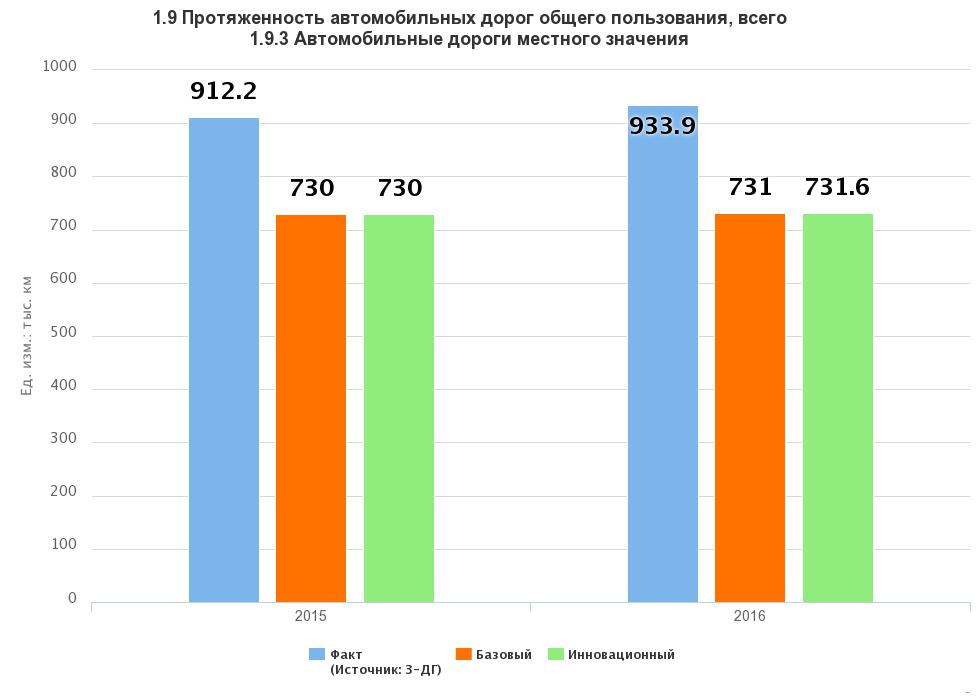 1.9 Протяженность автомобильных дорог общего пользования, всего
1.9.3 Автомобильные дороги местного значения
Ед. изм.: тыс. км
1000
900
800
700
600
500
400
300
200
100
0
912.2
730
730
933.9
731
731.6
2015
2016
Факт
(Источник: 3-ДГ)
Базовый
Инновационный